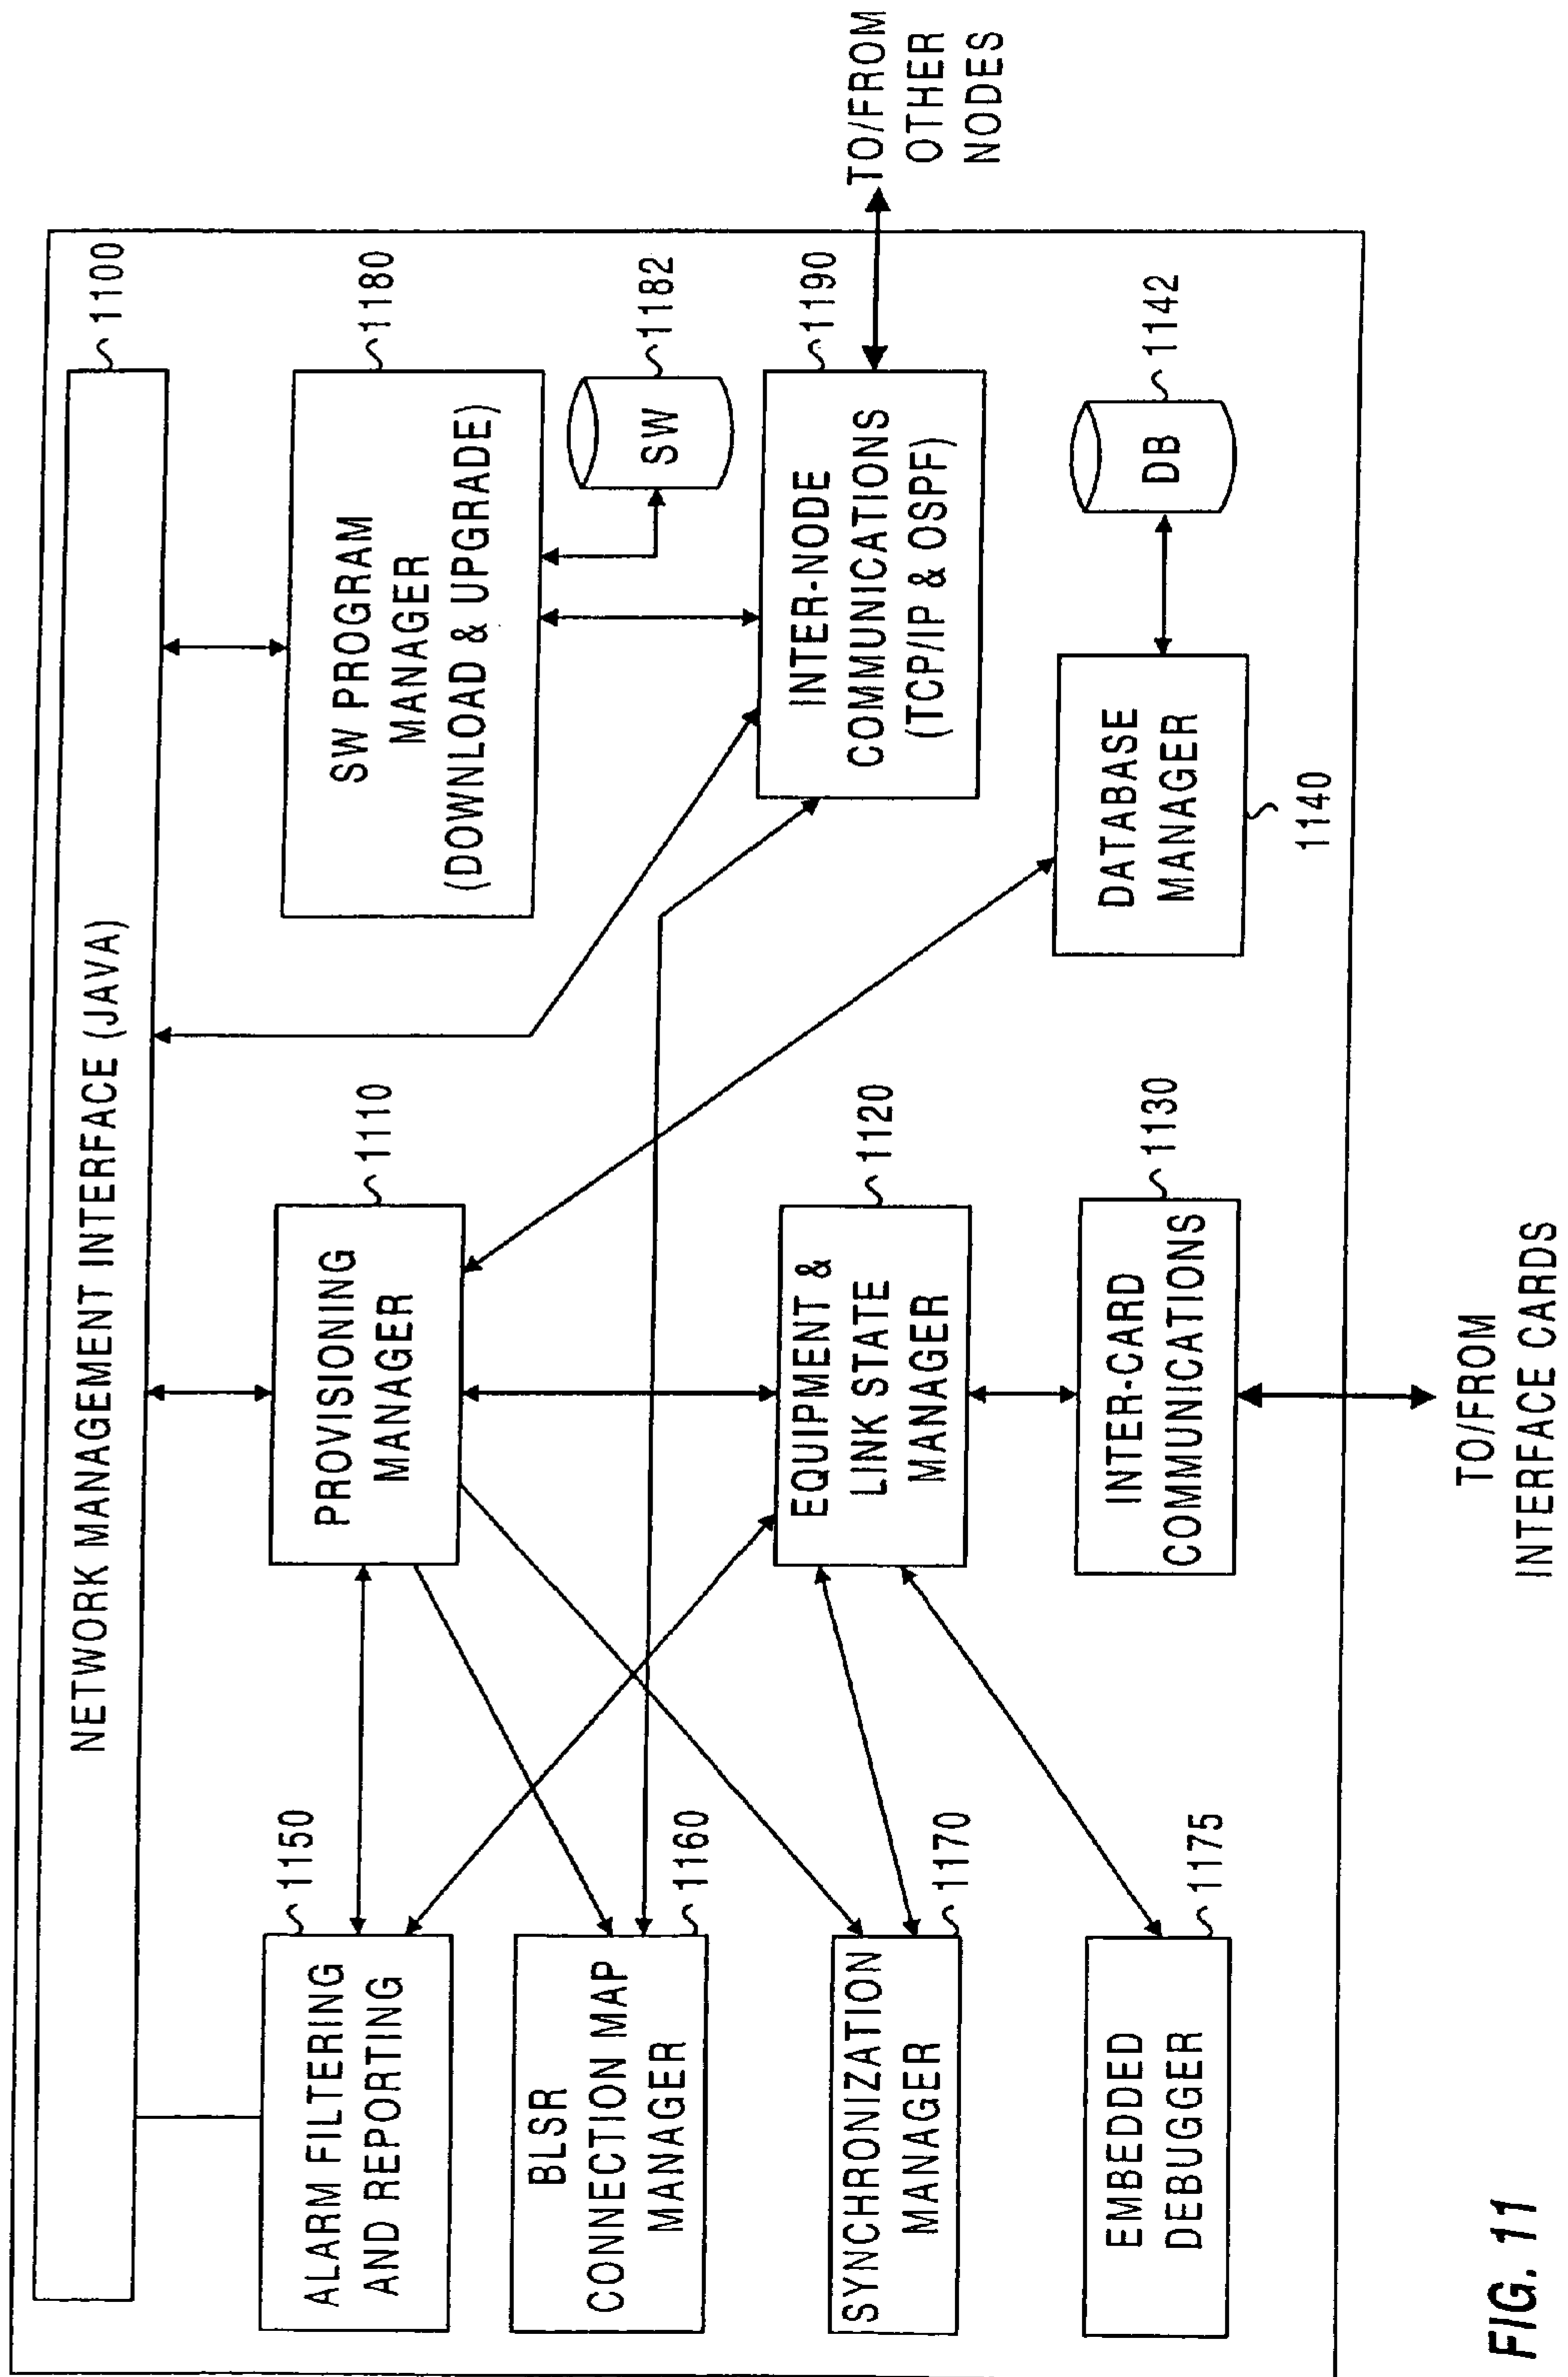 NETWORK MANAGEMENT INTERFACE (JAVA)
1100
ALARM FILTERING
AND REPORTING
1150
PROVISIONING
MANAGER
1110
SW PROGRAM
MANAGER
(DOWNLOAD & UPGRADE)
1180
SW
1182
BLSR
CONNECTION MAP
MANAGER
1160
SYNCHRONIZATION
MANAGER
1170
EQUIPMENT &
LINK STATE
MANAGER
1120
INTER-NODE
COMMUNICATIONS
(TCP/IP & OSPF)
1190
TO/FROM
OTHER
NODES
EMBEDDED
DEBUGGER
1175
INTER-CARD
COMMUNICATIONS
1130
DATABASE
MANAGER
1140
DB
1142
TO/FROM
INTERFACE CARDS
FIG. 11